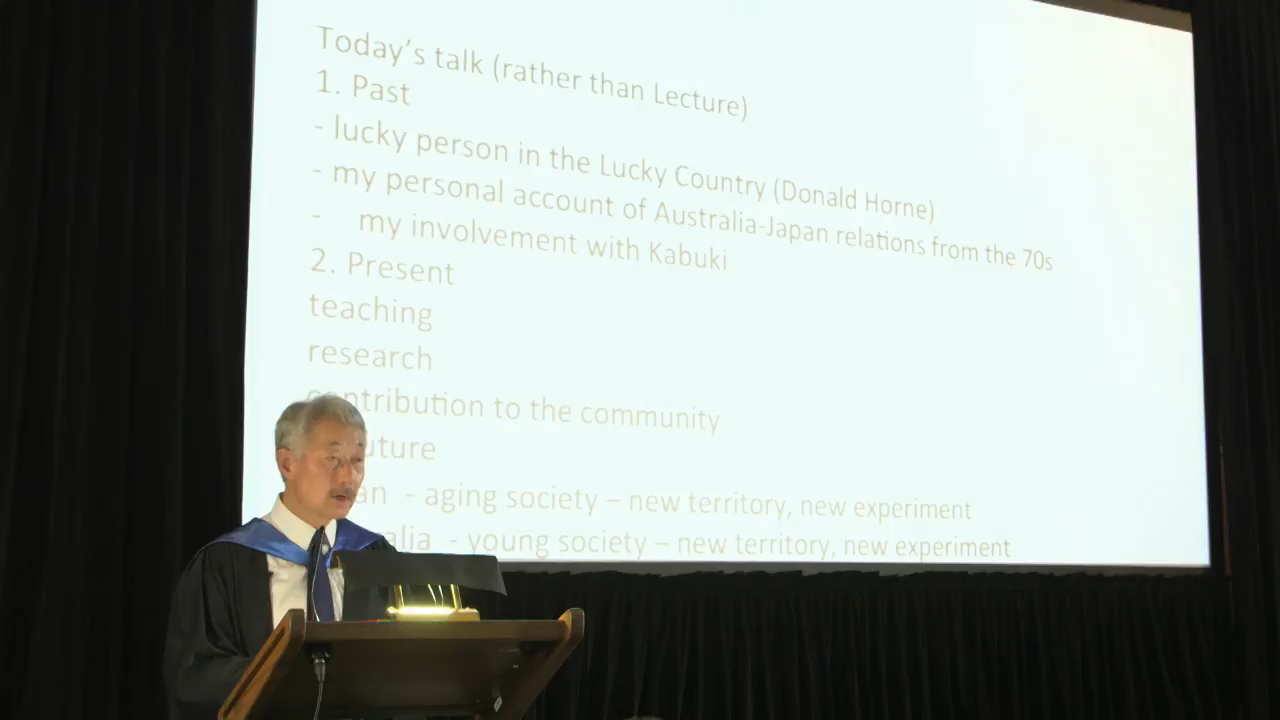 Today's talk (rather than Lecture)
1. Past
- lucky person in the Lucky Country (Donald Horne)
- my personal account of Australia-Japan relations from the 70s
- my involvement with Kabuki
2. Present
teaching
research
contribution to the community
uture
an - aging society – new territory, new experiment
alia - young society – new territory, new experiment